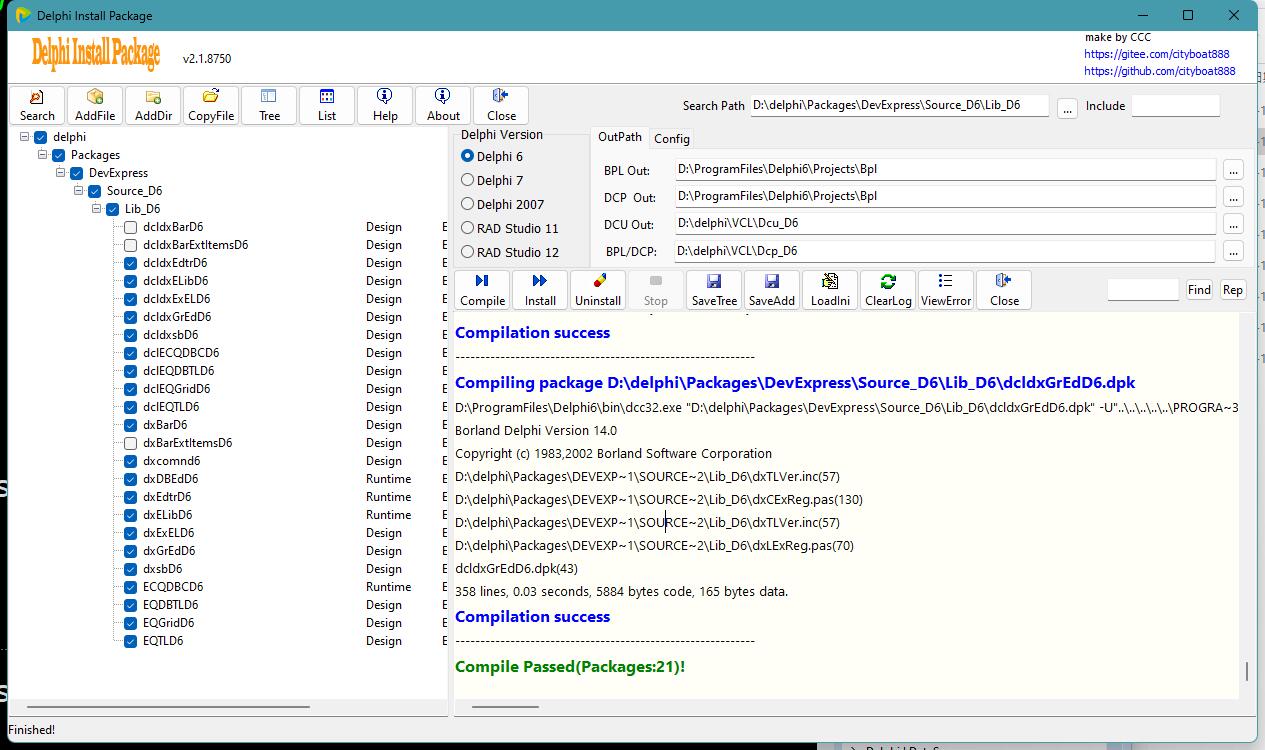 Delphi Install Package
Delphi Install Package
v2.1.8750
make by CCC
https://gitee.com/cityboat888
https://github.com/cityboat888
Search AddFile AddDir CopyFile Tree List Help About Close
Search Path D:\delphi\Packages\DevExpress\Source_D6\Lib_D6 ... Include
delphi
Packages
DevExpress
Source_D6
Lib_D6
dcldxBarD6 Design E
dcldxBarExtItemsD6 Design E
dcldxEdtrD6 Design E
dcldxELibD6 Design E
dcldxExELD6 Design E
dcldxGrEdD6 Design E
dcldxsbD6 Design E
dclECQDBCD6 Design E
dclEQDBTLD6 Design E
dclEQGridD6 Design E
dclEQTLD6 Design E
dxBarD6 Design E
dxBarExtItemsD6 Design E
dxcomnd6 Design E
dxDBEdD6 Runtime E
dxEdtrD6 Runtime E
dxELibD6 Runtime E
dxExELD6 Design E
dxGrEdD6 Design E
dxsbD6 Design E
ECQDBCD6 Runtime E
EQDBTLD6 Design E
EQGridD6 Design E
EQTLD6 Design E
Delphi Version
Delphi 6
Delphi 7
Delphi 2007
RAD Studio 11
RAD Studio 12
OutPath Config
BPL Out: D:\ProgramFiles\Delphi6\Projects\Bpl ...
DCP Out: D:\ProgramFiles\Delphi6\Projects\Bpl ...
DCU Out: D:\delphi\VCL\Dcu_D6 ...
BPL/DCP: D:\delphi\VCL\Dcp_D6 ...
Compile Install Uninstall Stop SaveTree SaveAdd LoadIni ClearLog ViewError Close Find Rep
Compilation success
------------------------------------------------------------
Compiling package D:\delphi\Packages\DevExpress\Source_D6\Lib_D6\dcldxGrEdD6.dpk
D:\ProgramFiles\Delphi6\bin\dcc32.exe "D:\delphi\Packages\DevExpress\Source_D6\Lib_D6\dcldxGrEdD6.dpk" -U"..\..\..\..\..\PROGRA~3
Borland Delphi Version 14.0
Copyright (c) 1983,2002 Borland Software Corporation
D:\delphi\Packages\DEVEXP~1\SOURCE~2\Lib_D6\dxTLVer.inc(57)
D:\delphi\Packages\DEVEXP~1\SOURCE~2\Lib_D6\dxCExReg.pas(130)
D:\delphi\Packages\DEVEXP~1\SOURCE~2\Lib_D6\dxTLVer.inc(57)
D:\delphi\Packages\DEVEXP~1\SOURCE~2\Lib_D6\dxLExReg.pas(70)
dcldxGrEdD6.dpk(43)
358 lines, 0.03 seconds, 5884 bytes code, 165 bytes data.
Compilation success
------------------------------------------------------------
Compile Passed(Packages:21)!
Finished!